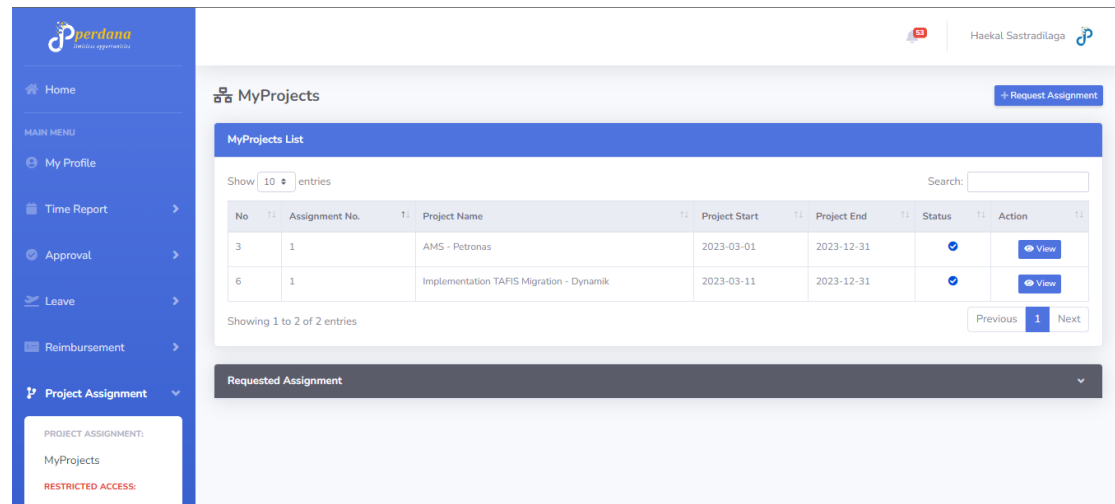 perdana
53
Haekal Sastradilaga
Home
MAIN MENU
My Profile
Time Report
Approval
Leave
Reimbursement
Project Assignment
PROJECT ASSIGNMENT:
MyProjects
RESTRICTED ACCESS:
MyProjects
+ Request Assignment
MyProjects List
Show 10 entries
Search:
No Assignment No. Project Name Project Start Project End Status Action
3 1 AMS - Petronas 2023-03-01 2023-12-31 View
6 1 Implementation TAFIS Migration - Dynamik 2023-03-11 2023-12-31 View
Showing 1 to 2 of 2 entries
Previous 1 Next
Requested Assignment